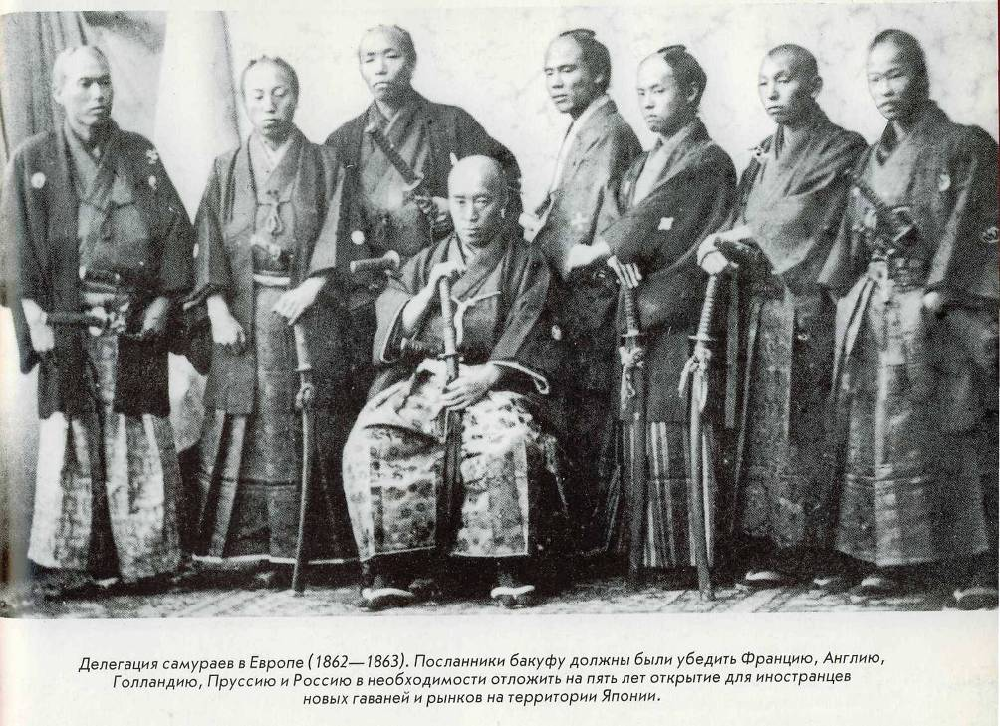 Делегация самураев в Европе (1862—1863). Посланники бакуфу должны были убедить Францию, Англию,
Голландию, Пруссию и Россию в необходимости отложить на пять лет открытие для иностранцев
новых гаваней и рынков на территории Японии.